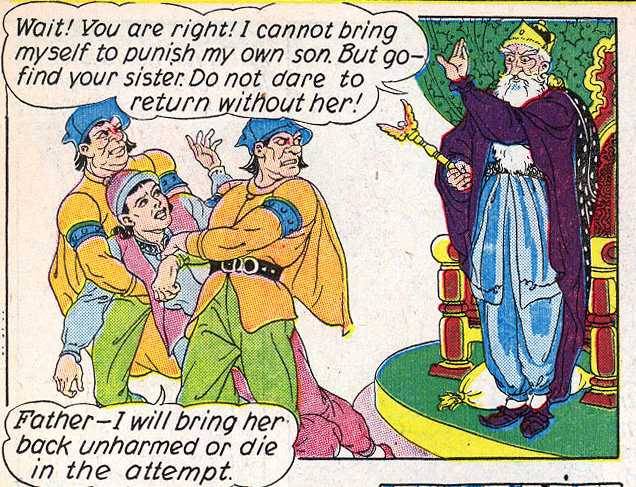 Wait! You are right! I cannot bring
myself to punish my own son. But go—
find your sister. Do not dare to
return without her!
Father—I will bring her
back unharmed or die
in the attempt.